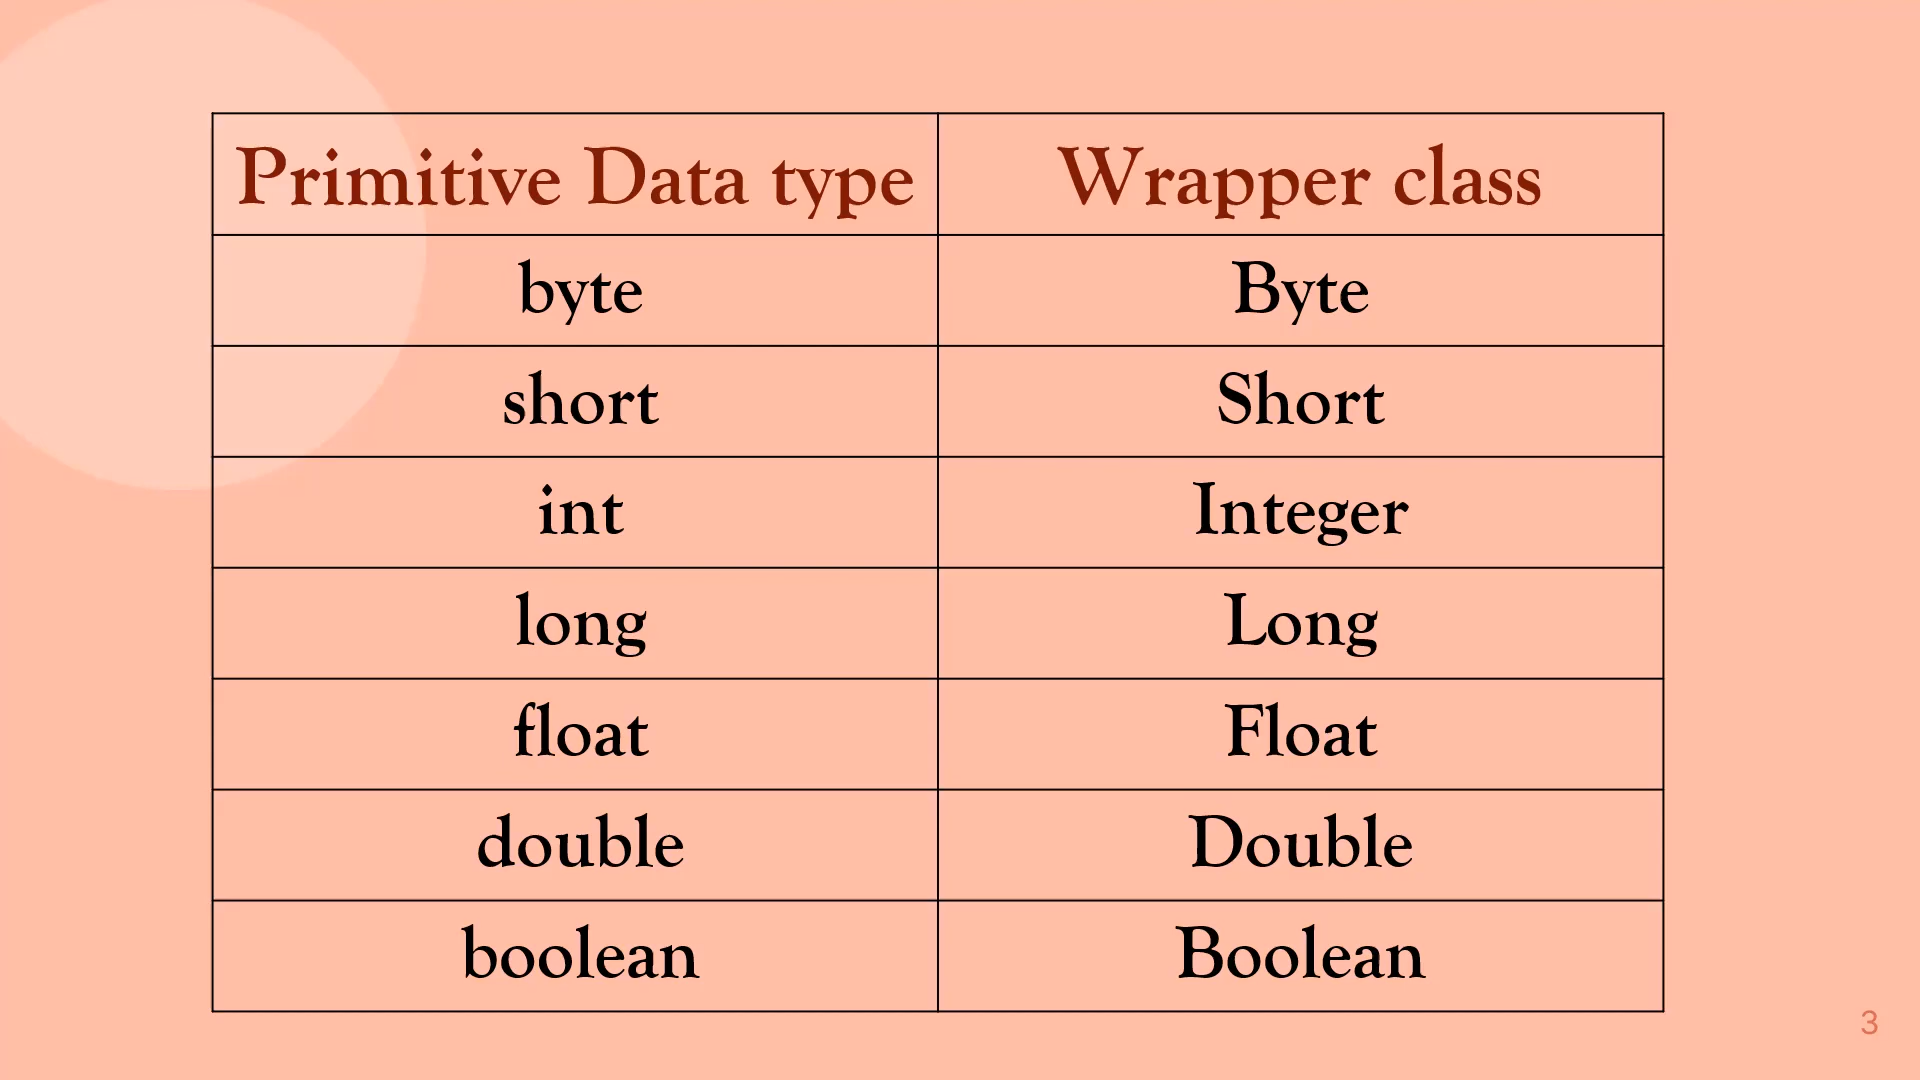 Primitive Data type Wrapper class
byte Byte
short Short
int Integer
long Long
float Float
double Double
boolean Boolean
3